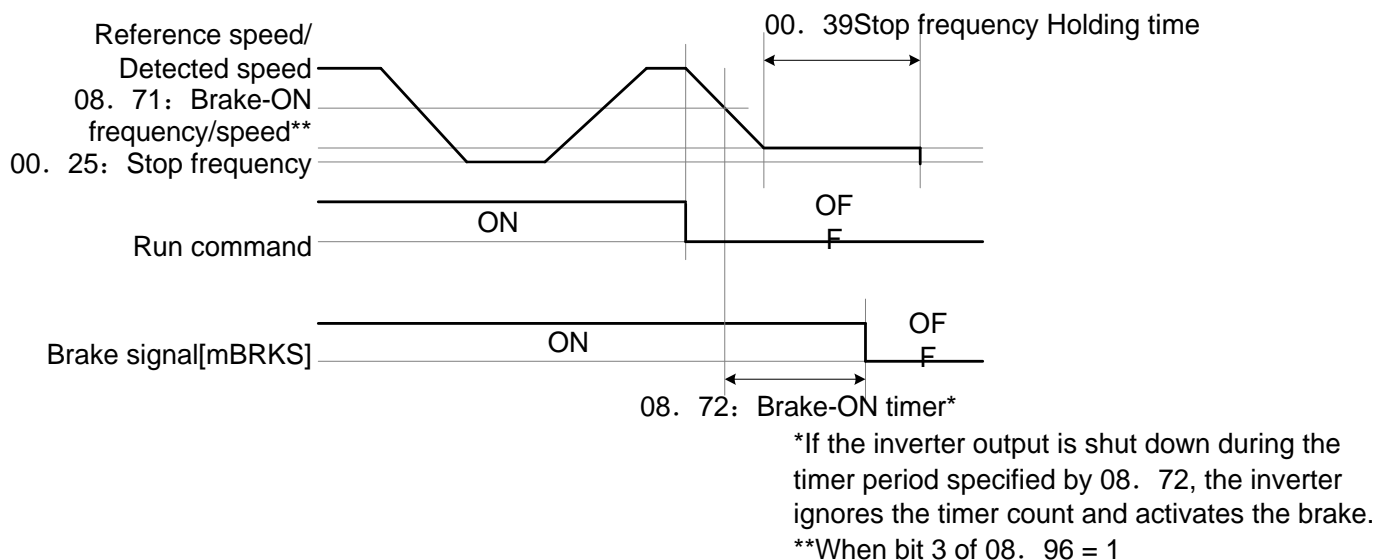 00．39Stop frequency Holding time
Reference speed/
Detected speed
08．71：Brake-ON
frequency/speed**
00．25：Stop frequency
ON
OF
F
Run command
ON
OF
F
Brake signal[mBRKS]
08．72：Brake-ON timer*
*If the inverter output is shut down during the
timer period specified by 08．72, the inverter
ignores the timer count and activates the brake.
**When bit 3 of 08．96 = 1